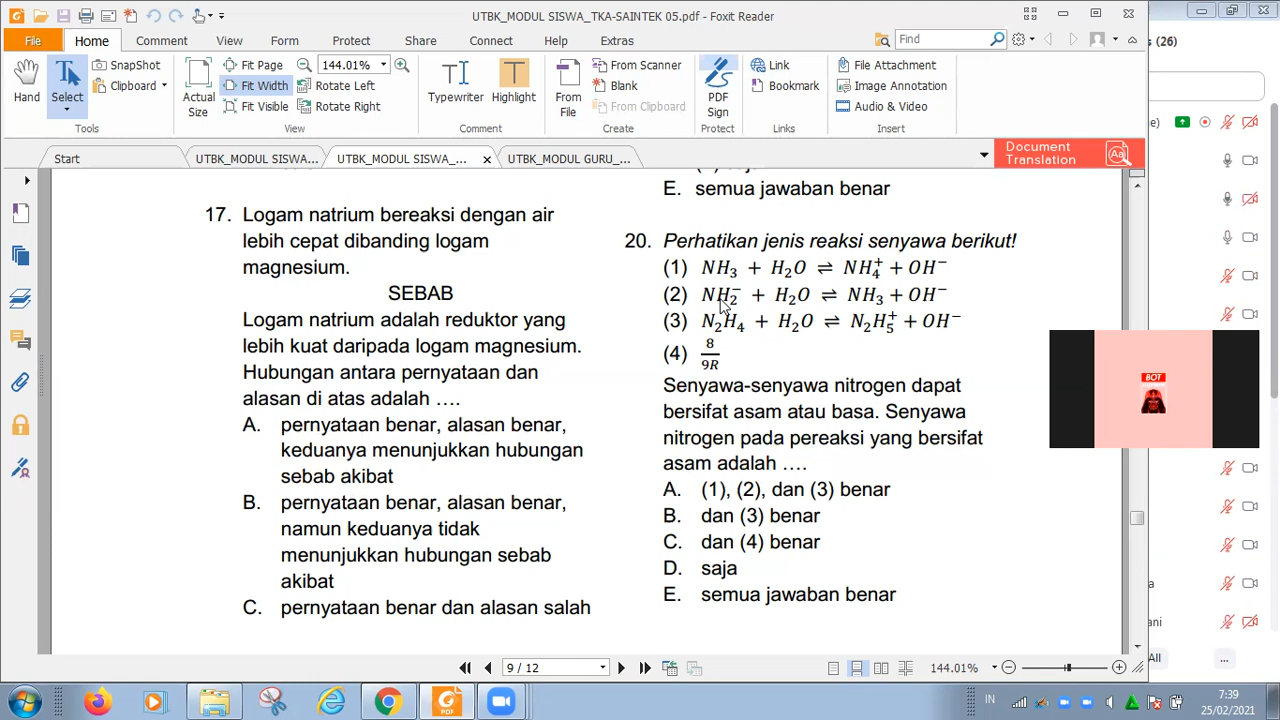 UTBK_MODUL SISWA_TKA-SAINTEK 05.pdf - Foxit Reader
File Home Comment View Form Protect Share Connect Help Extras Find
Hand Select SnapShot Clipboard Actual Size Fit Page Fit Width Fit Visible 144.01% Rotate Left Rotate Right Typewriter Highlight From File From Scanner Blank From Clipboard PDF Sign Link Bookmark File Attachment Image Annotation Audio & Video
Tools View Comment Create Protect Links Insert
Start UTBK_MODUL SISWA... UTBK_MODUL SISWA_... UTBK_MODUL GURU_... Document Translation
s (26)
17. Logam natrium bereaksi dengan air
lebih cepat dibanding logam
magnesium.
SEBAB
Logam natrium adalah reduktor yang
lebih kuat daripada logam magnesium.
Hubungan antara pernyataan dan
alasan di atas adalah ....
A. pernyataan benar, alasan benar,
keduanya menunjukkan hubungan
sebab akibat
B. pernyataan benar, alasan benar,
namun keduanya tidak
menunjukkan hubungan sebab
akibat
C. pernyataan benar dan alasan salah
E. semua jawaban benar
20. Perhatikan jenis reaksi senyawa berikut!
(1) NH₃ + H₂O ⇌ NH₄⁺ + OH⁻
(2) NH₂⁻ + H₂O ⇌ NH₃ + OH⁻
(3) N₂H₄ + H₂O ⇌ N₂H₅⁺ + OH⁻
(4) 8/9R
Senyawa-senyawa nitrogen dapat
bersifat asam atau basa. Senyawa
nitrogen pada pereaksi yang bersifat
asam adalah ....
A. (1), (2), dan (3) benar
B. dan (3) benar
C. dan (4) benar
D. saja
E. semua jawaban benar
BOT
9 / 12
144.01%
All ...
IN 7:39
25/02/2021